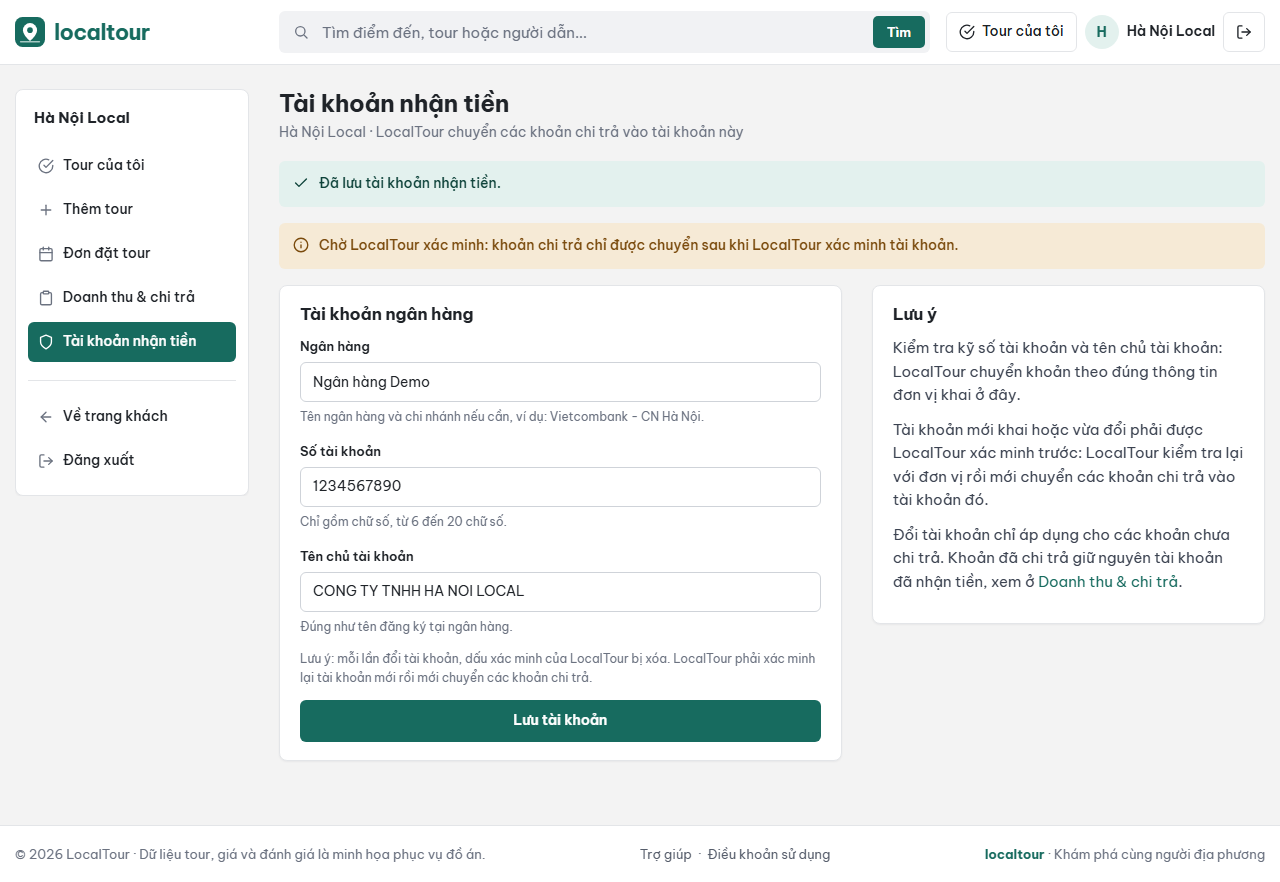 localtour
Tìm điểm đến, tour hoặc người dẫn...
Tìm
Tour của tôi
H
Hà Nội Local
Hà Nội Local
Tour của tôi
Thêm tour
Đơn đặt tour
Doanh thu & chi trả
Tài khoản nhận tiền
Về trang khách
Đăng xuất
Tài khoản nhận tiền
Hà Nội Local · LocalTour chuyển các khoản chi trả vào tài khoản này
Đã lưu tài khoản nhận tiền.
Chờ LocalTour xác minh: khoản chi trả chỉ được chuyển sau khi LocalTour xác minh tài khoản.
Tài khoản ngân hàng
Ngân hàng
Ngân hàng Demo
Tên ngân hàng và chi nhánh nếu cần, ví dụ: Vietcombank - CN Hà Nội.
Số tài khoản
1234567890
Chỉ gồm chữ số, từ 6 đến 20 chữ số.
Tên chủ tài khoản
CONG TY TNHH HA NOI LOCAL
Đúng như tên đăng ký tại ngân hàng.
Lưu ý: mỗi lần đổi tài khoản, dấu xác minh của LocalTour bị xóa. LocalTour phải xác minh
lại tài khoản mới rồi mới chuyển các khoản chi trả.
Lưu tài khoản
Lưu ý
Kiểm tra kỹ số tài khoản và tên chủ tài khoản:
LocalTour chuyển khoản theo đúng thông tin
đơn vị khai ở đây.
Tài khoản mới khai hoặc vừa đổi phải được
LocalTour xác minh trước: LocalTour kiểm tra lại
với đơn vị rồi mới chuyển các khoản chi trả vào
tài khoản đó.
Đổi tài khoản chỉ áp dụng cho các khoản chưa
chi trả. Khoản đã chi trả giữ nguyên tài khoản
đã nhận tiền, xem ở Doanh thu & chi trả.
© 2026 LocalTour · Dữ liệu tour, giá và đánh giá là minh họa phục vụ đồ án.
Trợ giúp · Điều khoản sử dụng
localtour · Khám phá cùng người địa phương